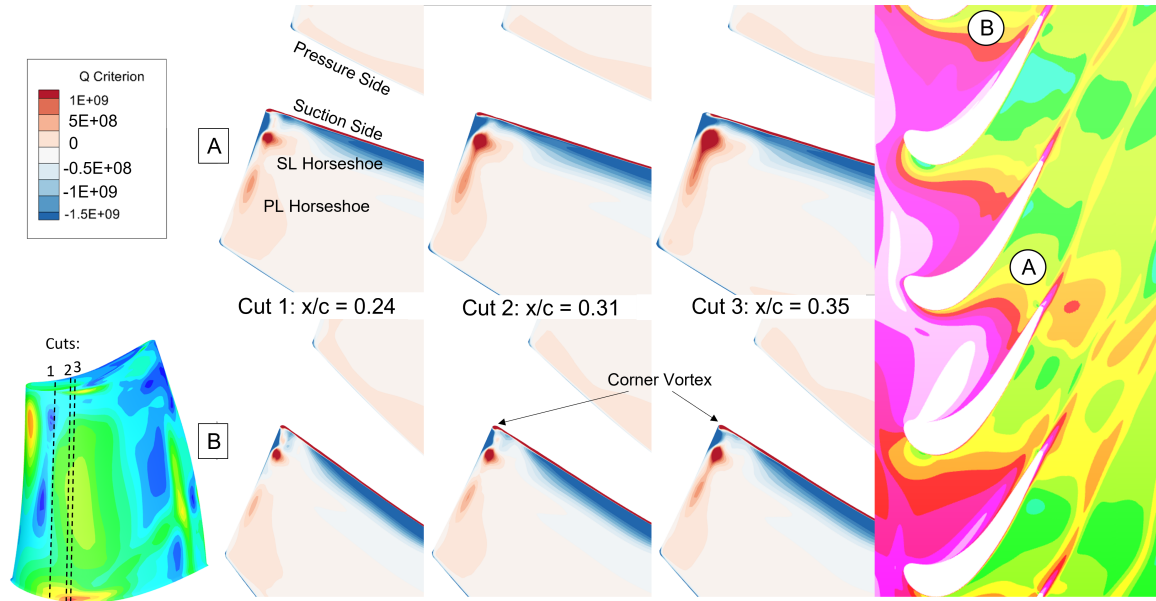 Q Criterion
1E+09
5E+08
0
-0.5E+08
-1E+09
-1.5E+09
Pressure Side
Suction Side
SL Horseshoe
PL Horseshoe
A
B
A
Cut 1: x/c = 0.24
Cut 2: x/c = 0.31
Cut 3: x/c = 0.35
Cuts:
1 2 3
B
Corner Vortex